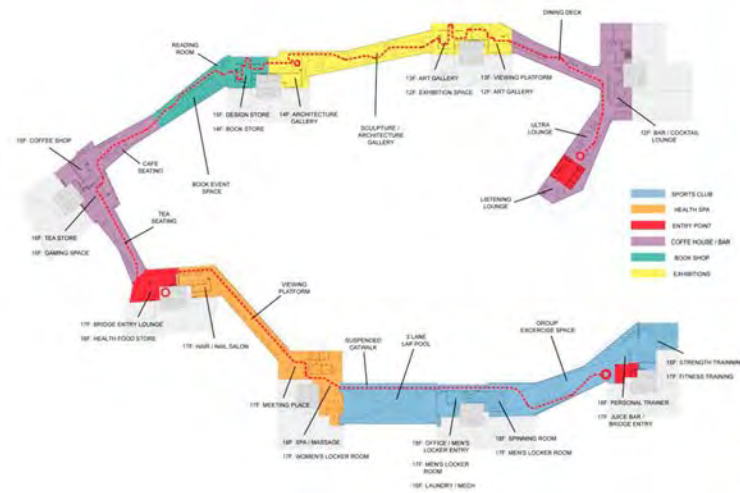 DINING DECK
READING
ROOM
13F: ART GALLERY
12F: EXHIBITION SPACE
13F: VIEWING PLATFORM
12F: ART GALLERY
15F: DESIGN STORE
14F: BOOK STORE
14F: ARCHITECTURE
GALLERY
SCULPTURE /
ARCHITECTURE
GALLERY
ULTRA
LOUNGE
12F: BAR / COCKTAIL
LOUNGE
15F: COFFEE SHOP
CAFE
SEATING
BOOK EVENT
SPACE
LISTENING
LOUNGE
SPORTS CLUB
HEALTH SPA
ENTRY POINT
COFFE HOUSE / BAR
BOOK SHOP
EXHIBITIONS
TEA
SEATING
16F: TEA STORE
15F: GAMING SPACE
VIEWING
PLATFORM
17F: BRIDGE ENTRY LOUNGE
16F: HEALTH FOOD STORE
17F: HAIR / NAIL SALON
SUSPENDED
CATWALK
3 LANE
LAP POOL
GROUP
EXCERCISE SPACE
18F: STRENGTH TRAINNING
17F: FITNESS TRAINING
17F: MEETING PLACE
18F: PERSONAL TRAINER
17F: JUICE BAR /
BRIDGE ENTRY
18F: SPA / MASSAGE
17F: WOMEN'S LOCKER ROOM
18F: OFFICE / MEN'S
LOCKER ENTRY
17F: MEN'S LOCKER
ROOM
16F: LAUNDRY / MECH
18F: SPINNING ROOM
17F: MEN'S LOCKER ROOM